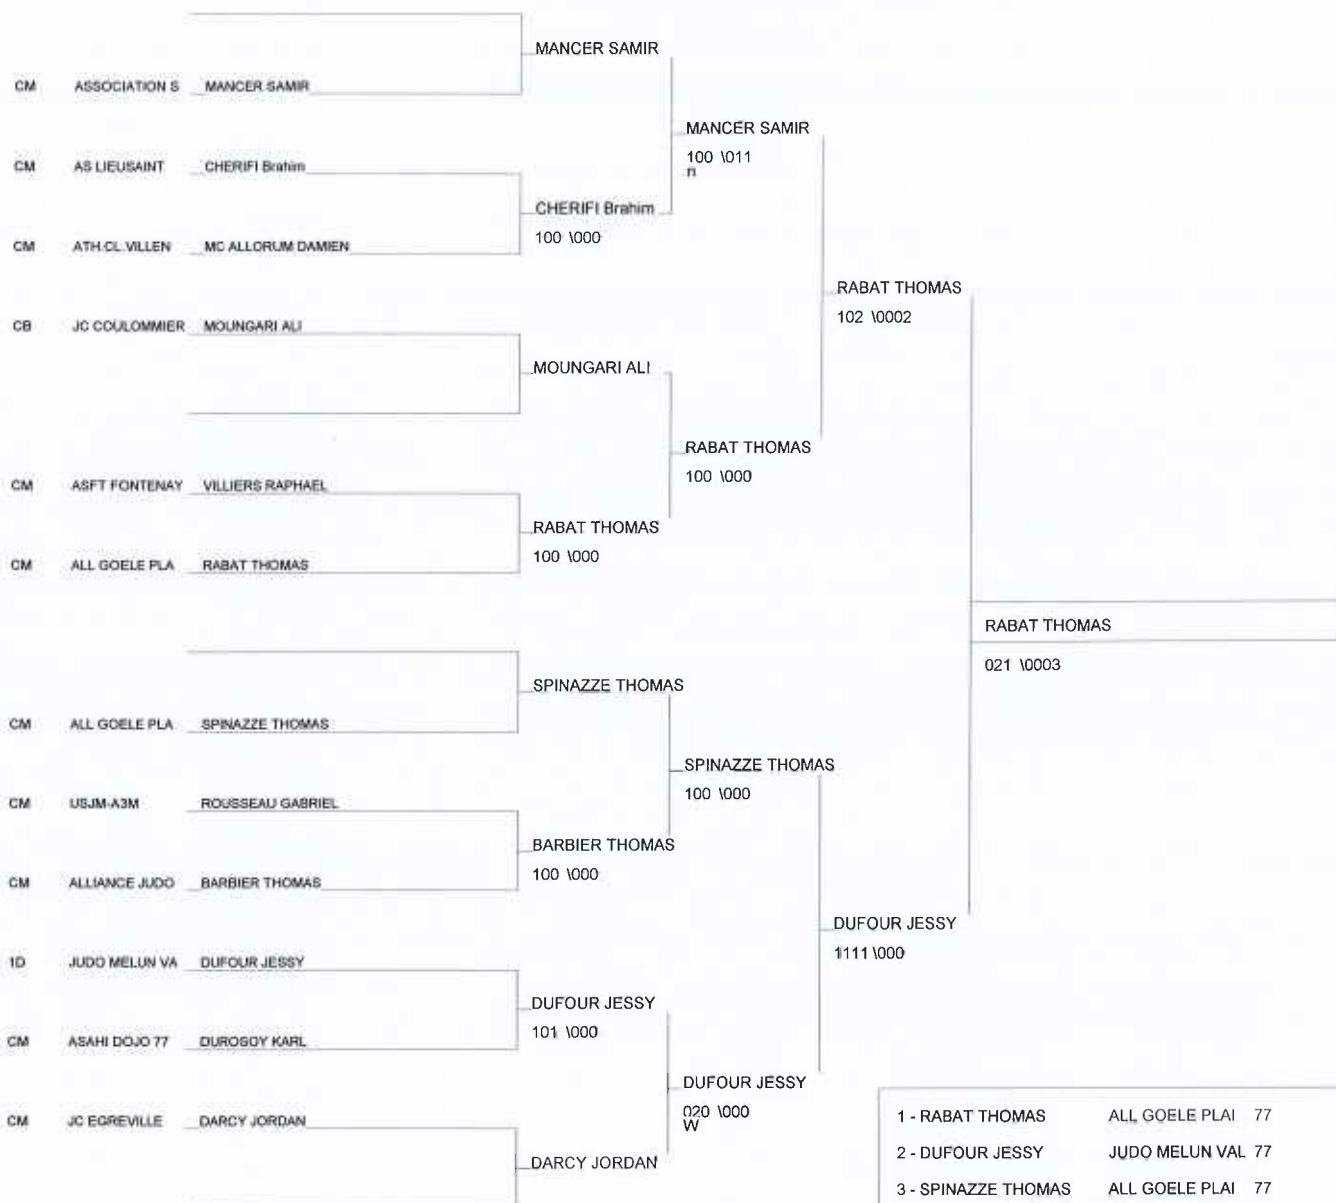 MANCER SAMIR
CM ASSOCIATION S MANCER SAMIR
MANCER SAMIR
100 \011
n
CM AS LIEUSAINT CHERIFI Brahim
CHERIFI Brahim
100 \000
CM ATH.CL.VILLEN MC ALLORUM DAMIEN
RABAT THOMAS
102 \0002
CB JC COULOMMIER MOUNGARI ALI
MOUNGARI ALI
RABAT THOMAS
100 \000
CM ASFT FONTENAY VILLIERS RAPHAEL
RABAT THOMAS
100 \000
CM ALL GOELE PLA RABAT THOMAS
RABAT THOMAS
021 \0003
SPINAZZE THOMAS
CM ALL GOELE PLA SPINAZZE THOMAS
SPINAZZE THOMAS
100 \000
CM USJM-A3M ROUSSEAU GABRIEL
BARBIER THOMAS
100 \000
CM ALLIANCE JUDO BARBIER THOMAS
DUFOUR JESSY
1111 \000
1D JUDO MELUN VA DUFOUR JESSY
DUFOUR JESSY
101 \000
CM ASAHI DOJO 77 DUROSOY KARL
DUFOUR JESSY
020 \000
W
CM JC EGREVILLE DARCY JORDAN
DARCY JORDAN
1 - RABAT THOMAS ALL GOELE PLAI 77
2 - DUFOUR JESSY JUDO MELUN VAL 77
3 - SPINAZZE THOMAS ALL GOELE PLAI 77